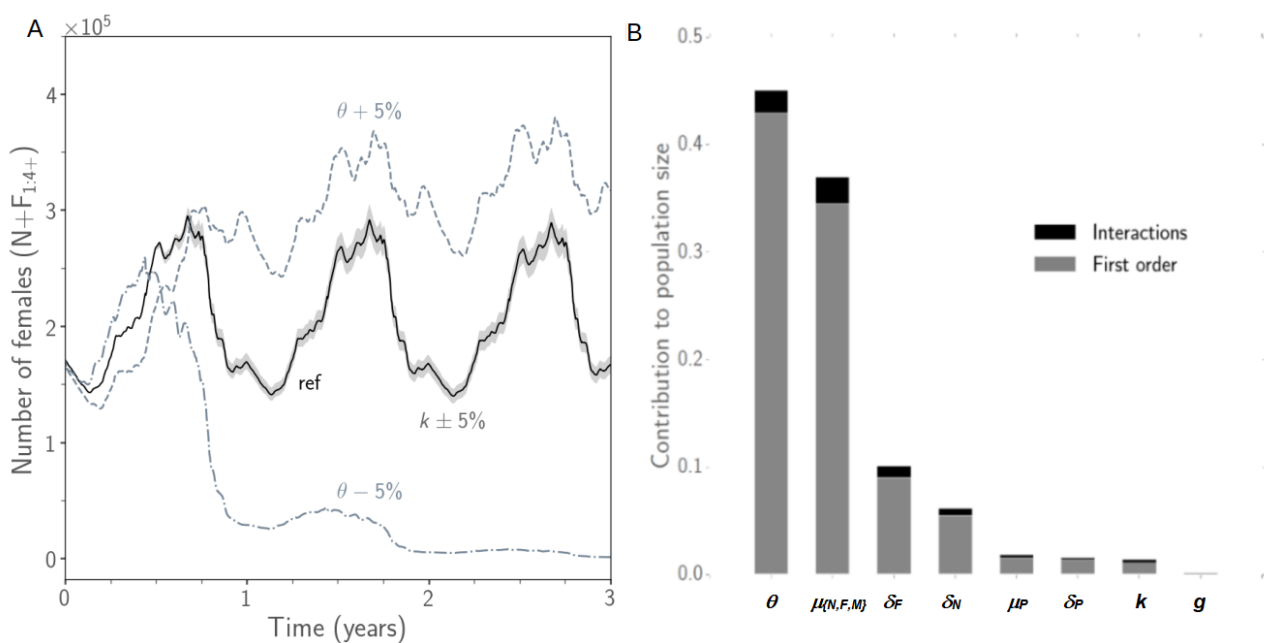 A
×10⁵
Number of females (N+F₁:₄₊)
4
3
2
1
0
θ + 5%
ref
k ± 5%
θ − 5%
0
1
2
3
Time (years)
B
Contribution to population size
0.5
0.4
0.3
0.2
0.1
0.0
Interactions
First order
θ
μ{N,F,M}
δF
δN
μP
δP
k
g